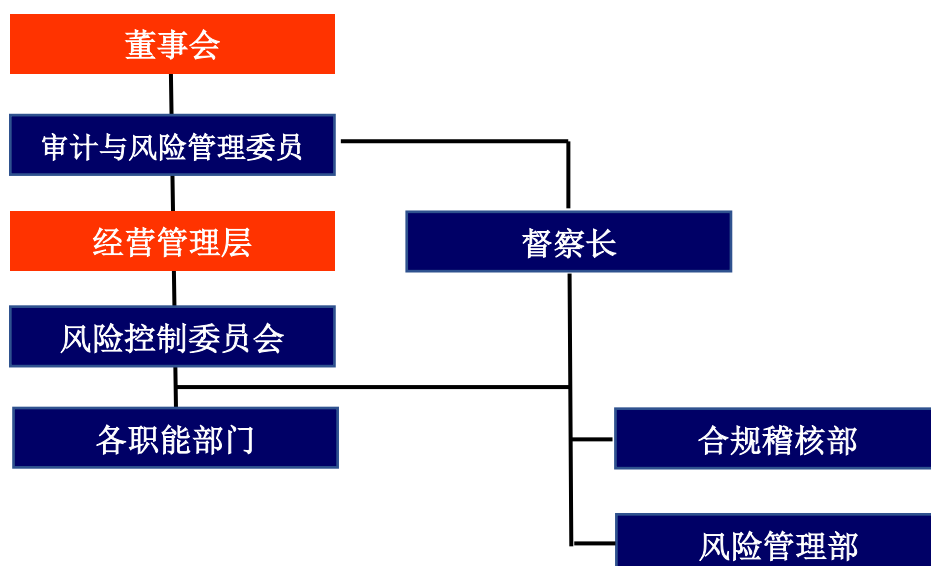 董事会
审计与风险管理委员
经营管理层
督察长
风险控制委员会
各职能部门
合规稽核部
风险管理部